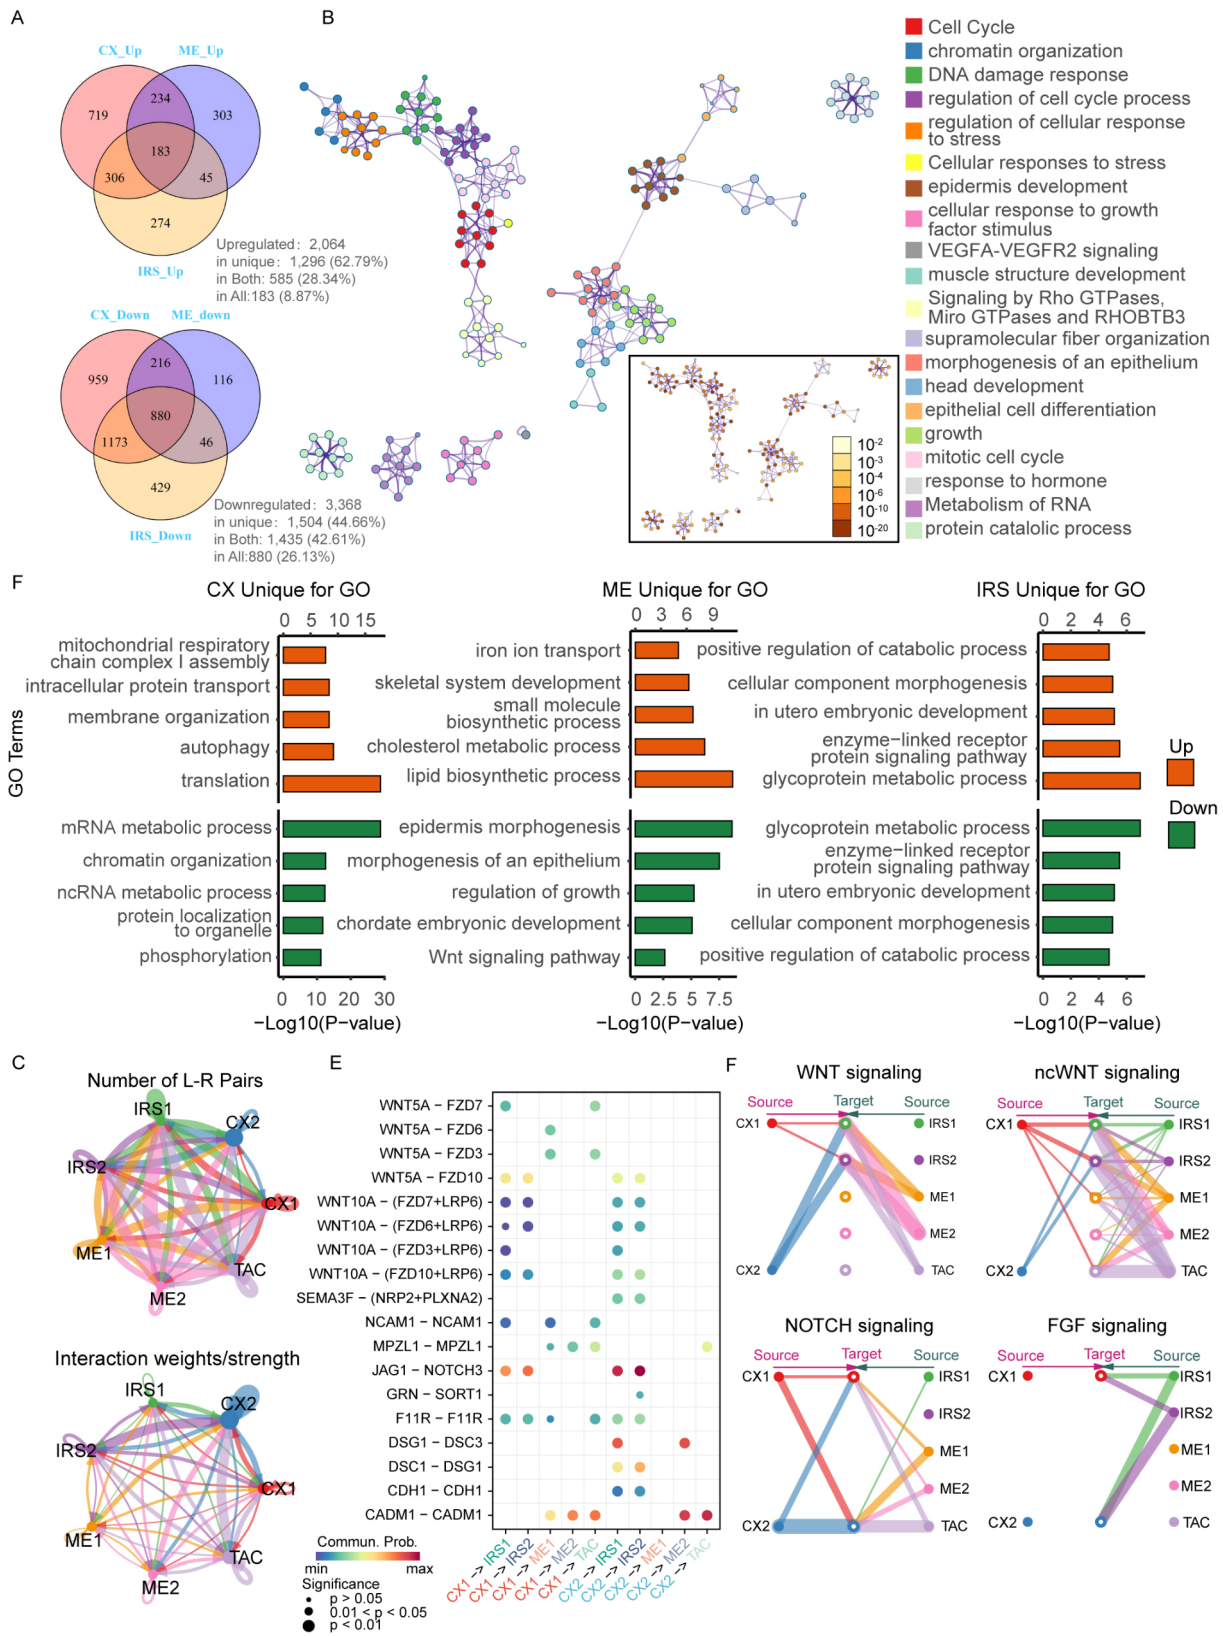 A
CX_Up
ME_Up
719
234
303
183
306
45
274
IRS_Up
Upregulated: 2,064
in unique: 1,296 (62.79%)
in Both: 585 (28.34%)
in All:183 (8.87%)
CX_Down
ME_down
959
216
116
880
1173
46
429
IRS_Down
Downregulated: 3,368
in unique: 1,504 (44.66%)
in Both: 1,435 (42.61%)
in All:880 (26.13%)
B
10-2
10-3
10-4
10-6
10-10
10-20
Cell Cycle
chromatin organization
DNA damage response
regulation of cell cycle process
regulation of cellular response
to stress
Cellular responses to stress
epidermis development
cellular response to growth
factor stimulus
VEGFA-VEGFR2 signaling
muscle structure development
Signaling by Rho GTPases,
Miro GTPases and RHOBTB3
supramolecular fiber organization
morphogenesis of an epithelium
head development
epithelial cell differentiation
growth
mitotic cell cycle
response to hormone
Metabolism of RNA
protein catalolic process
F
GO Terms
CX Unique for GO
0 5 10 15
mitochondrial respiratory
chain complex I assembly
intracellular protein transport
membrane organization
autophagy
translation
mRNA metabolic process
chromatin organization
ncRNA metabolic process
protein localization
to organelle
phosphorylation
0 10 20 30
−Log10(P−value)
ME Unique for GO
0 3 6 9
iron ion transport
skeletal system development
small molecule
biosynthetic process
cholesterol metabolic process
lipid biosynthetic process
epidermis morphogenesis
morphogenesis of an epithelium
regulation of growth
chordate embryonic development
Wnt signaling pathway
0 2.5 5 7.5
−Log10(P−value)
IRS Unique for GO
0 2 4 6
positive regulation of catabolic process
cellular component morphogenesis
in utero embryonic development
enzyme−linked receptor
protein signaling pathway
glycoprotein metabolic process
glycoprotein metabolic process
enzyme−linked receptor
protein signaling pathway
in utero embryonic development
cellular component morphogenesis
positive regulation of catabolic process
0 2 4 6
−Log10(P−value)
Up
Down
C
Number of L-R Pairs
IRS1
CX2
IRS2
CX1
ME1
TAC
ME2
Interaction weights/strength
IRS1
CX2
IRS2
CX1
ME1
TAC
ME2
E
WNT5A − FZD7
WNT5A − FZD6
WNT5A − FZD3
WNT5A − FZD10
WNT10A − (FZD7+LRP6)
WNT10A − (FZD6+LRP6)
WNT10A − (FZD3+LRP6)
WNT10A − (FZD10+LRP6)
SEMA3F − (NRP2+PLXNA2)
NCAM1 − NCAM1
MPZL1 − MPZL1
JAG1 − NOTCH3
GRN − SORT1
F11R − F11R
DSG1 − DSC3
DSC1 − DSG1
CDH1 − CDH1
CADM1 − CADM1
CX1 → IRS1
CX1 → IRS2
CX1 → ME1
CX1 → ME2
CX1 → TAC
CX2 → IRS1
CX2 → IRS2
CX2 → ME1
CX2 → ME2
CX2 → TAC
Commun. Prob.
min max
Significance
p > 0.05
0.01 < p < 0.05
p < 0.01
F
WNT signaling
Source Target Source
CX1
CX2
IRS1
IRS2
ME1
ME2
TAC
ncWNT signaling
Source Target Source
CX1
CX2
IRS1
IRS2
ME1
ME2
TAC
NOTCH signaling
Source Target Source
CX1
CX2
IRS1
IRS2
ME1
ME2
TAC
FGF signaling
Source Target Source
CX1
CX2
IRS1
IRS2
ME1
ME2
TAC